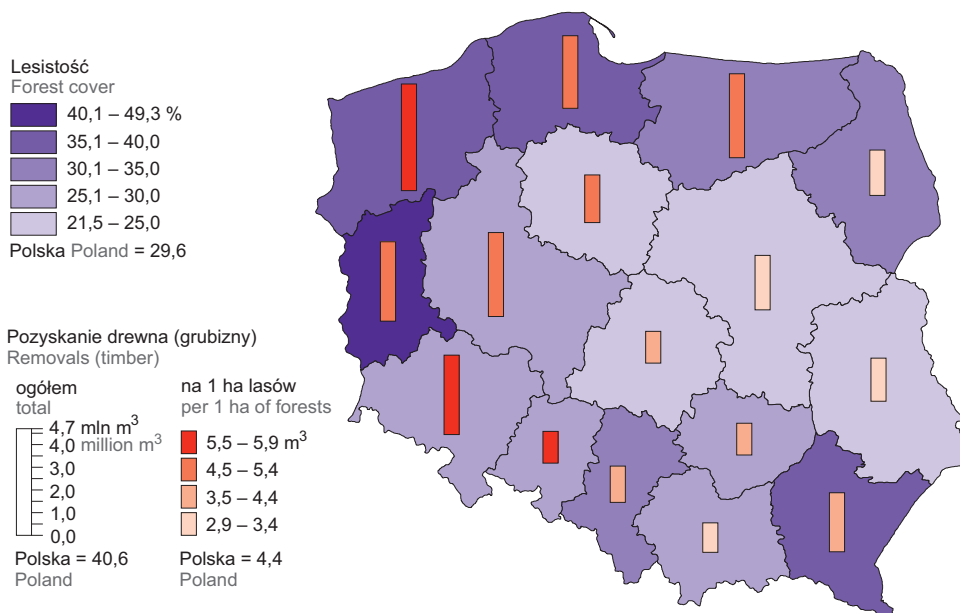 Lesistość
Forest cover
40,1 – 49,3 %
35,1 – 40,0
30,1 – 35,0
25,1 – 30,0
21,5 – 25,0
Polska Poland = 29,6
Pozyskanie drewna (grubizny)
Removals (timber)
ogółem
total
4,7 mln m³
4,0 million m³
3,0
2,0
1,0
0,0
Polska = 40,6
Poland
na 1 ha lasów
per 1 ha of forests
5,5 – 5,9 m³
4,5 – 5,4
3,5 – 4,4
2,9 – 3,4
Polska = 4,4
Poland